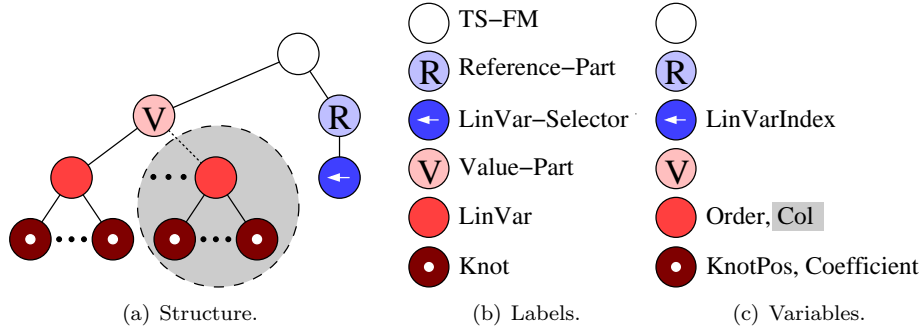 TS−FM
R Reference−Part R
V R LinVar−Selector LinVarIndex
V Value−Part V
LinVar Order, Col
Knot KnotPos, Coefficient
(a) Structure. (b) Labels. (c) Variables.